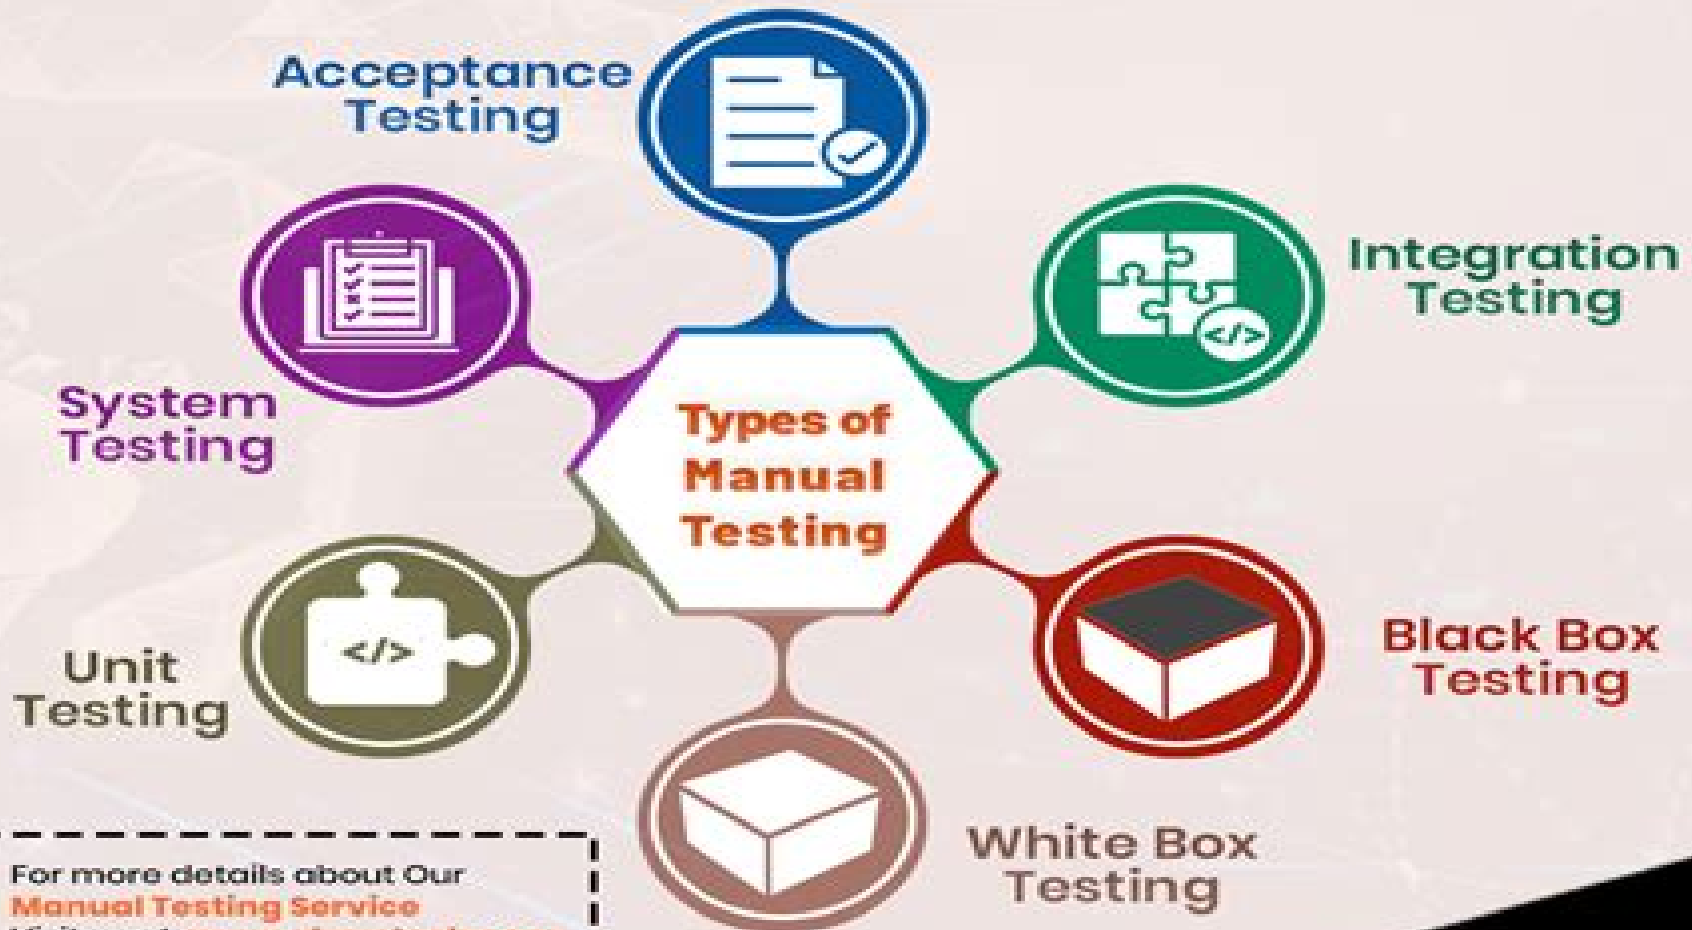 Acceptance
Testing
Integration
Testing
System
Testing
Types of
Manual
Testing
</>
</>
Unit
Testing
Black Box
Testing
White Box
Testing
For more details about Our
Manual Testing Service